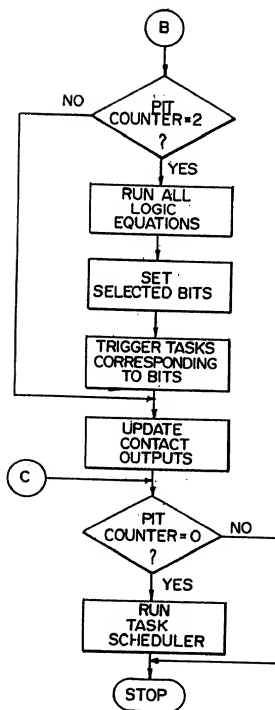 B
PIT
COUNTER=2
?
NO
YES
RUN ALL
LOGIC
EQUATIONS
SET
SELECTED BITS
TRIGGER TASKS
CORRESPONDING
TO BITS
UPDATE
CONTACT
OUTPUTS
C
PIT
COUNTER=0
?
NO
YES
RUN
TASK
SCHEDULER
STOP